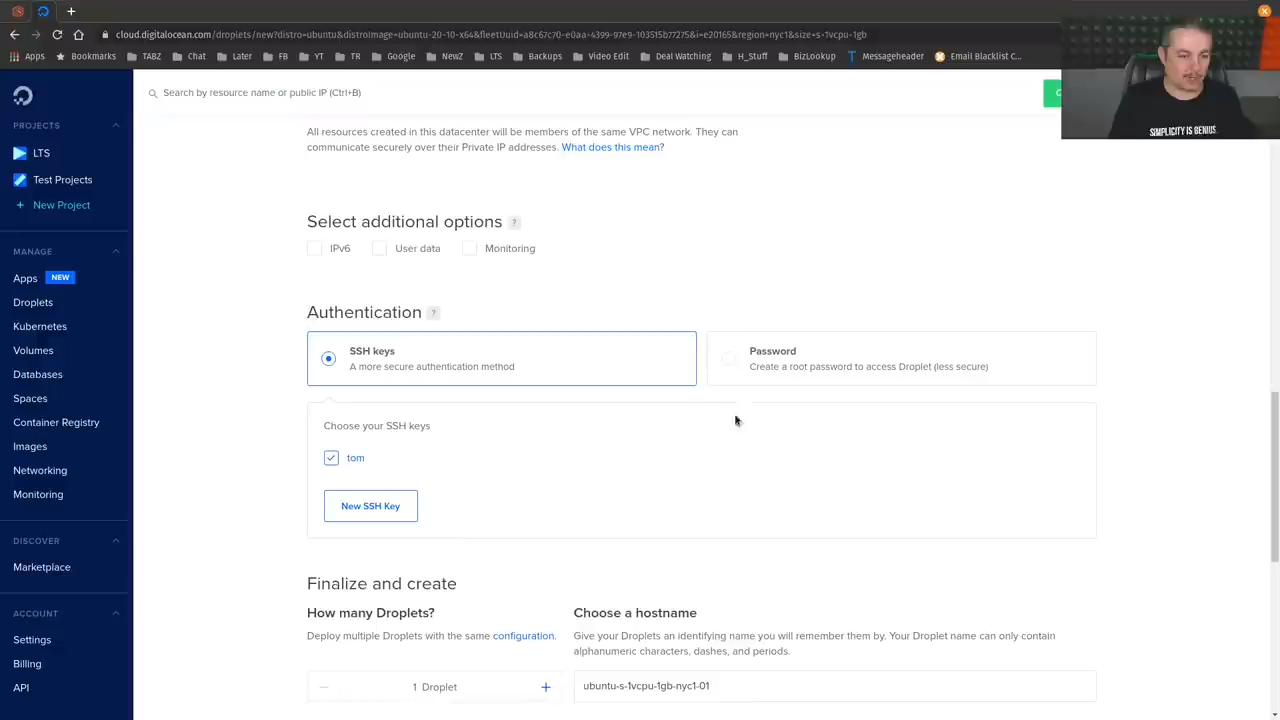 cloud.digitalocean.com/droplets/new?distro=ubuntu&distroImage=ubuntu-20-10-x64&fleetUuid=a8c67c70-e0aa-4399-97e9-103515b77275&i=e20165&region=nyc1&size=s-1vcpu-1gb
Apps Bookmarks TABZ Chat Later FB YT TR Google NewZ LTS Backups Video Edit Deal Watching H_Stuff BizLookup Messageheader Email Blacklist C...
Search by resource name or public IP (Ctrl+B)
C
SIMPLICITY IS GENIUS
PROJECTS
LTS
Test Projects
+ New Project
MANAGE
Apps NEW
Droplets
Kubernetes
Volumes
Databases
Spaces
Container Registry
Images
Networking
Monitoring
DISCOVER
Marketplace
ACCOUNT
Settings
Billing
API
All resources created in this datacenter will be members of the same VPC network. They can
communicate securely over their Private IP addresses. What does this mean?
Select additional options ?
IPv6 User data Monitoring
Authentication ?
SSH keys
A more secure authentication method
Password
Create a root password to access Droplet (less secure)
Choose your SSH keys
tom
New SSH Key
Finalize and create
How many Droplets?
Deploy multiple Droplets with the same configuration.
1 Droplet +
Choose a hostname
Give your Droplets an identifying name you will remember them by. Your Droplet name can only contain
alphanumeric characters, dashes, and periods.
ubuntu-s-1vcpu-1gb-nyc1-01